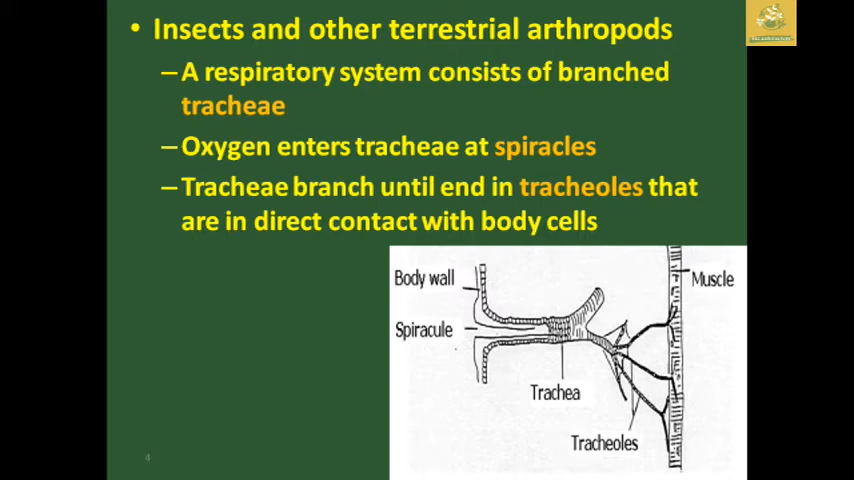 • Insects and other terrestrial arthropods
–A respiratory system consists of branched
tracheae
–Oxygen enters tracheae at spiracles
–Tracheae branch until end in tracheoles that
are in direct contact with body cells
Body wall
Muscle
Spiracule
Trachea
Tracheoles
4